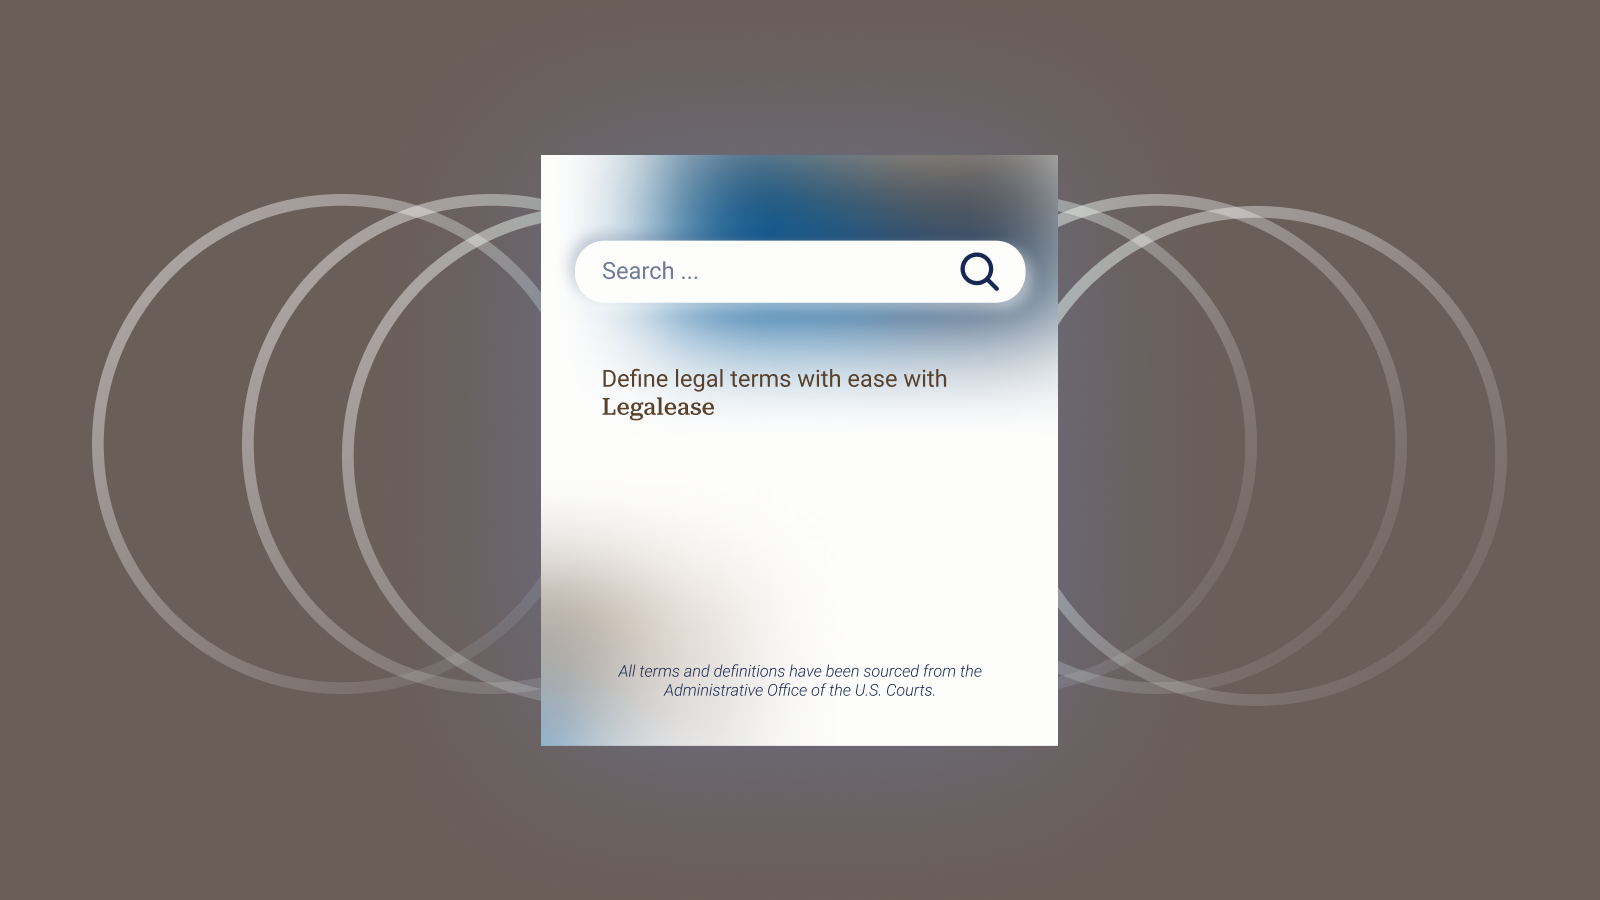 Search ...
Define legal terms with ease with
Legalease
All terms and definitions have been sourced from the
Administrative Office of the U.S. Courts.